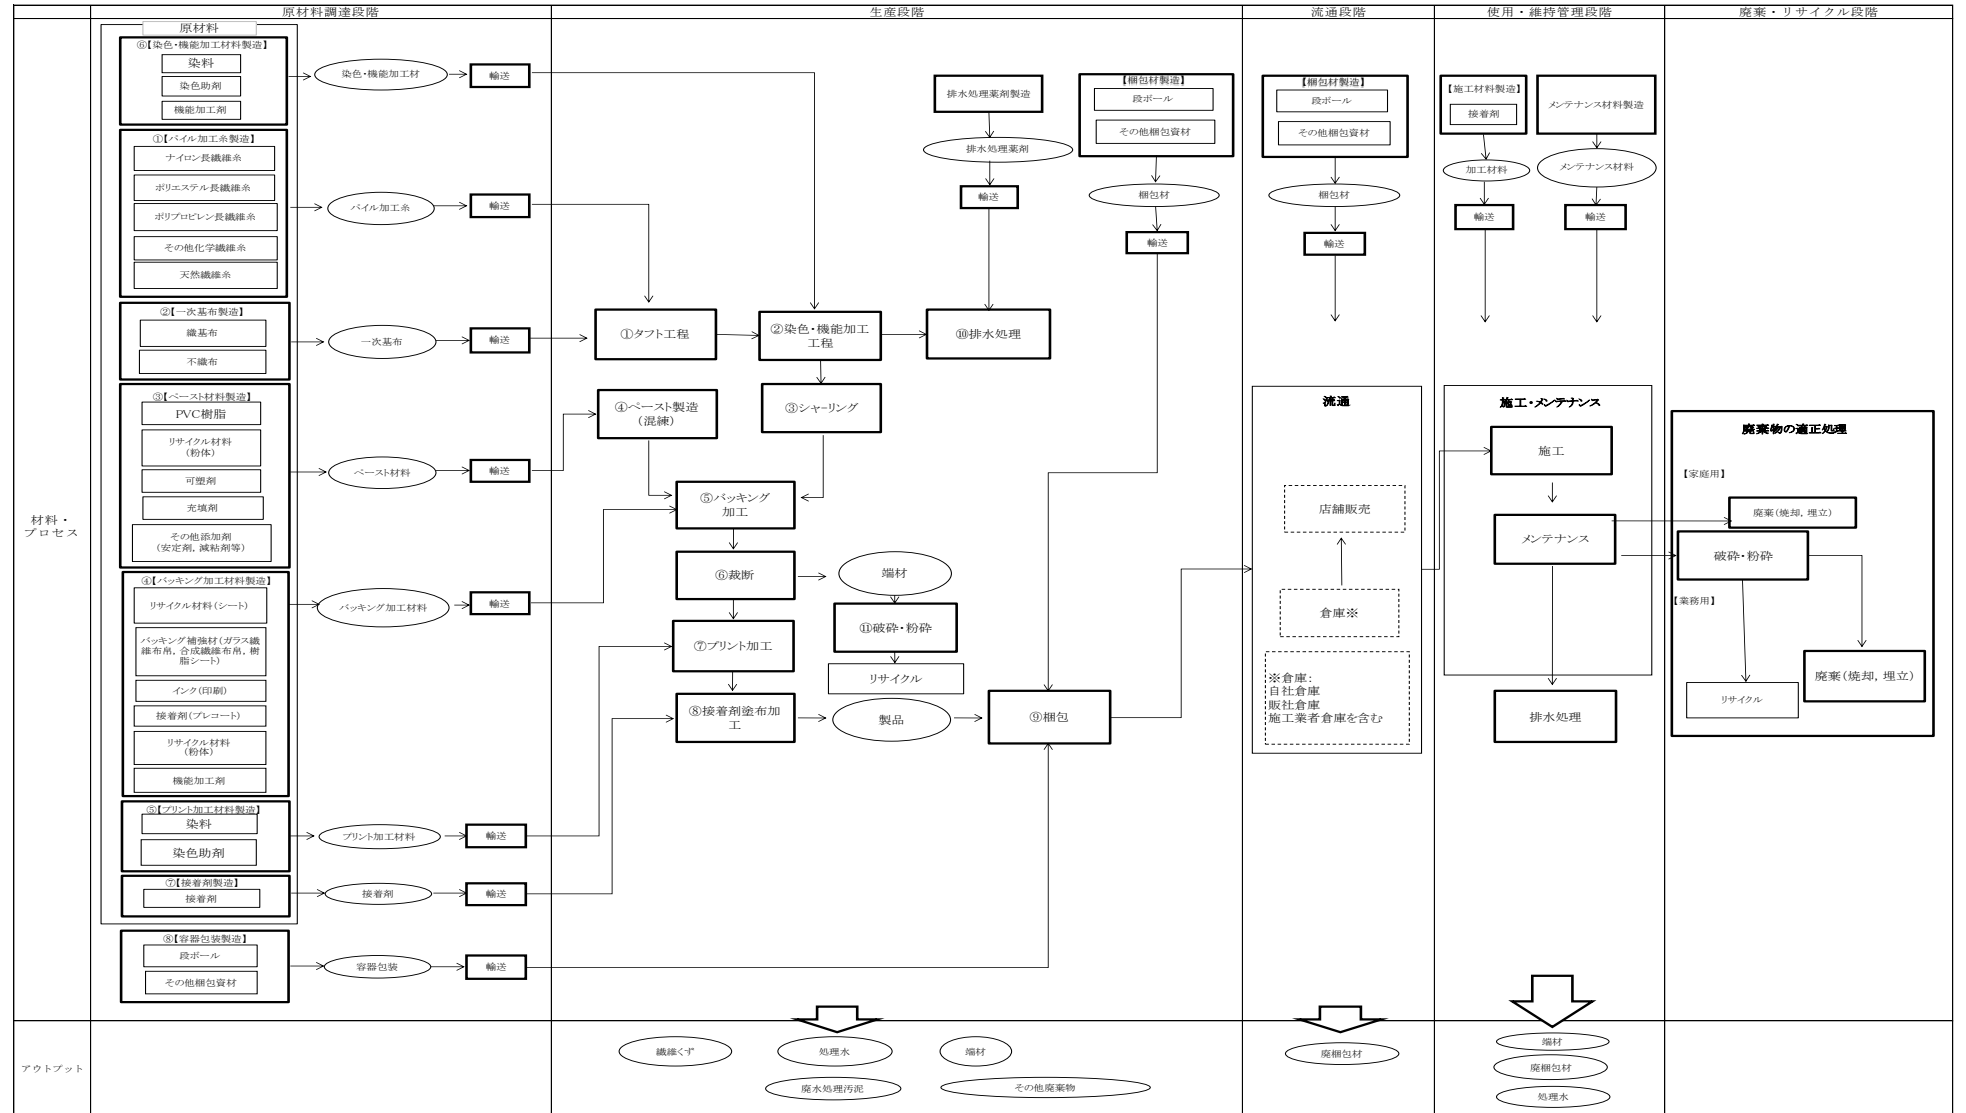 原材料調達段階
生産段階
流通段階
使用・維持管理段階
廃棄・リサイクル段階
材料・
プロセス
原材料
⑥【染色・機能加工材料製造】
染料
染色助剤
機能加工剤
染色・機能加工材
輸送
①【パイル加工糸製造】
ナイロン長繊維糸
ポリエステル長繊維糸
ポリプロピレン長繊維糸
その他化学繊維糸
天然繊維糸
パイル加工糸
輸送
②【一次基布製造】
織基布
不織布
一次基布
輸送
③【ペースト材料製造】
PVC樹脂
リサイクル材料
(粉体)
可塑剤
充填剤
その他添加剤
(安定剤, 減粘剤等)
ペースト材料
輸送
④【バッキング加工材料製造】
リサイクル材料(シート)
バッキング補強材(ガラス繊
維布帛, 合成繊維布帛, 樹
脂シート)
インク(印刷)
接着剤(プレコート)
リサイクル材料
(粉体)
機能加工剤
バッキング加工材料
輸送
⑤【プリント加工材料製造】
染料
染色助剤
プリント加工材料
輸送
⑦【接着剤製造】
接着剤
接着剤
輸送
⑧【容器包装製造】
段ボール
その他梱包資材
容器包装
輸送
①タフト工程
②染色・機能加工
工程
③シャーリング
④ペースト製造
(混練)
⑤バッキング
加工
⑥裁断
⑦プリント加工
⑧接着剤塗布加
工
端材
⑪破砕・粉砕
リサイクル
製品
⑨梱包
排水処理薬剤製造
排水処理薬剤
輸送
⑩排水処理
【梱包材製造】
段ボール
その他梱包資材
梱包材
輸送
【梱包材製造】
段ボール
その他梱包資材
梱包材
輸送
流通
店舗販売
倉庫※
※倉庫:
自社倉庫
販社倉庫
施工業者倉庫を含む
【施工材料製造】
接着剤
加工材料
輸送
メンテナンス材料製造
メンテナンス材料
輸送
施工・メンテナンス
施工
メンテナンス
排水処理
廃棄物の適正処理
【家庭用】
廃棄(焼却, 埋立)
破砕・粉砕
【業務用】
リサイクル
廃棄(焼却, 埋立)
アウトプット
繊維くず
処理水
端材
廃水処理汚泥
その他廃棄物
廃梱包材
端材
廃梱包材
処理水